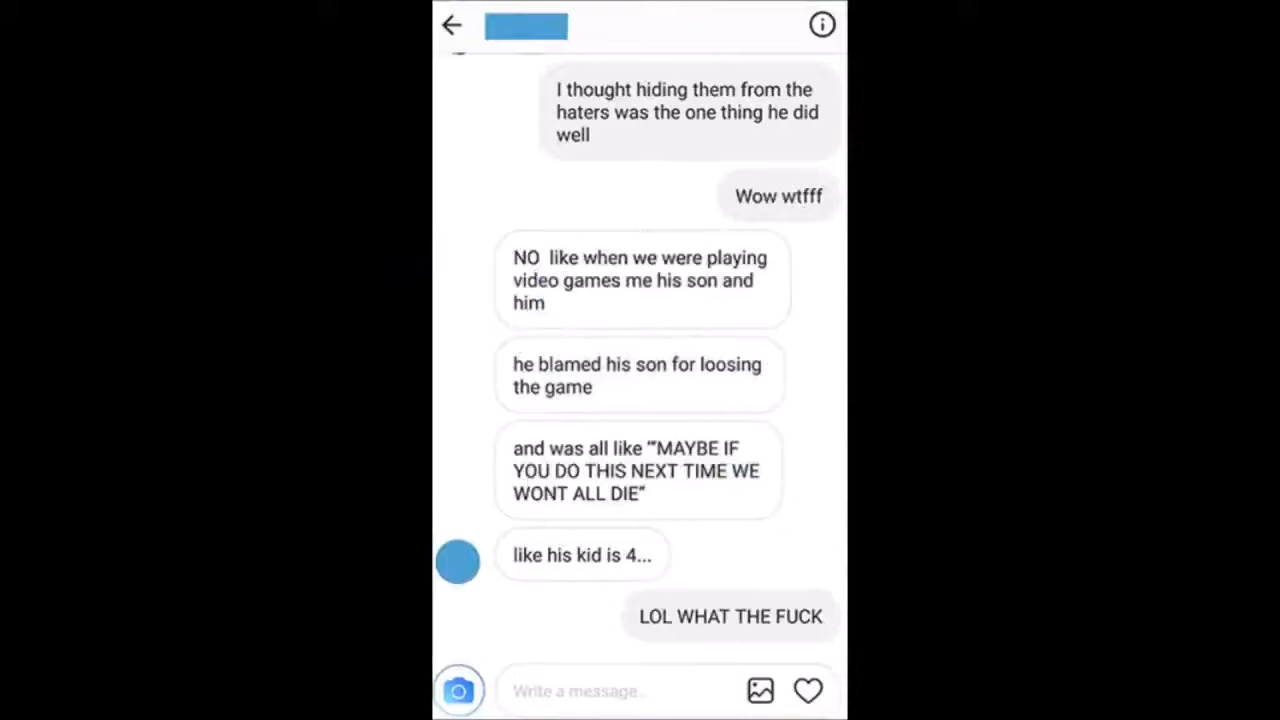 I thought hiding them from the
haters was the one thing he did
well
Wow wtfff
NO like when we were playing
video games me his son and
him
he blamed his son for loosing
the game
and was all like "'MAYBE IF
YOU DO THIS NEXT TIME WE
WONT ALL DIE"
like his kid is 4...
LOL WHAT THE FUCK
Write a message...